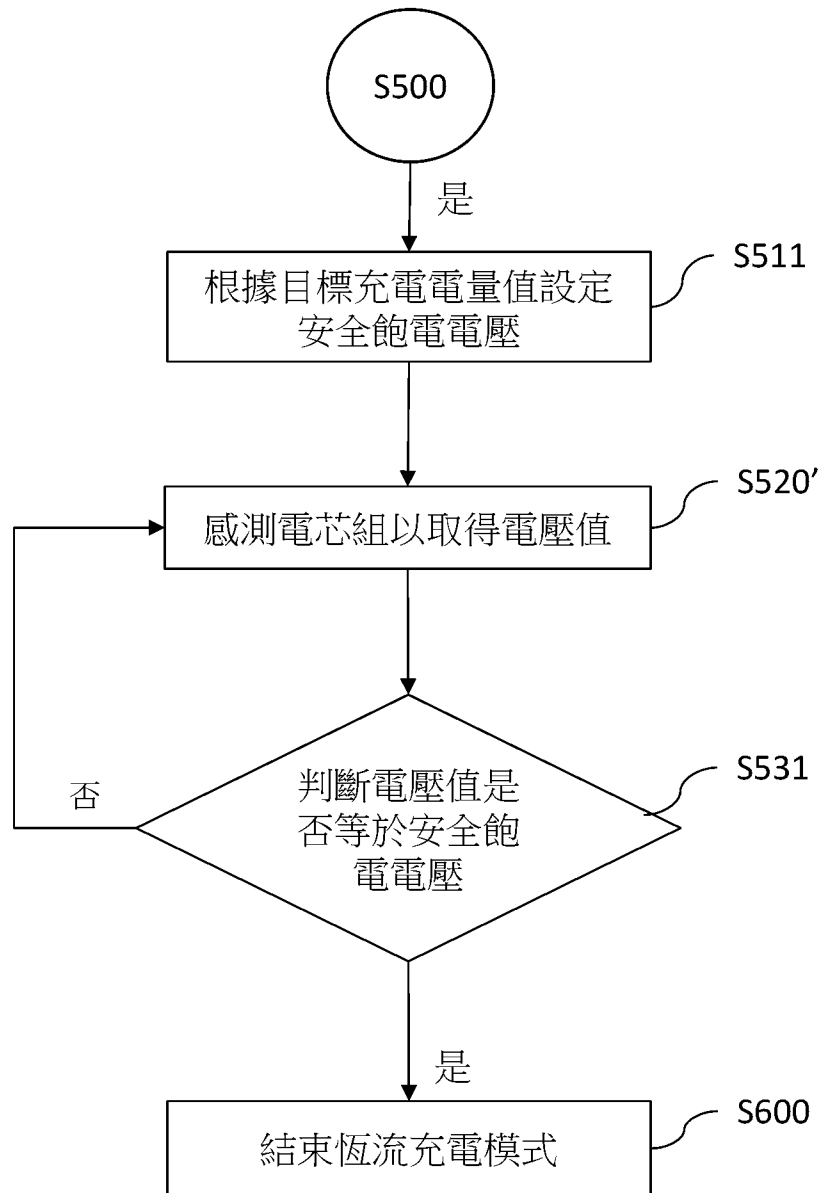 S500
是
根據目標充電電量值設定
安全飽電電壓
S511
感測電芯組以取得電壓值
S520’
判斷電壓值是
否等於安全飽
電電壓
S531
否
是
結束恆流充電模式
S600